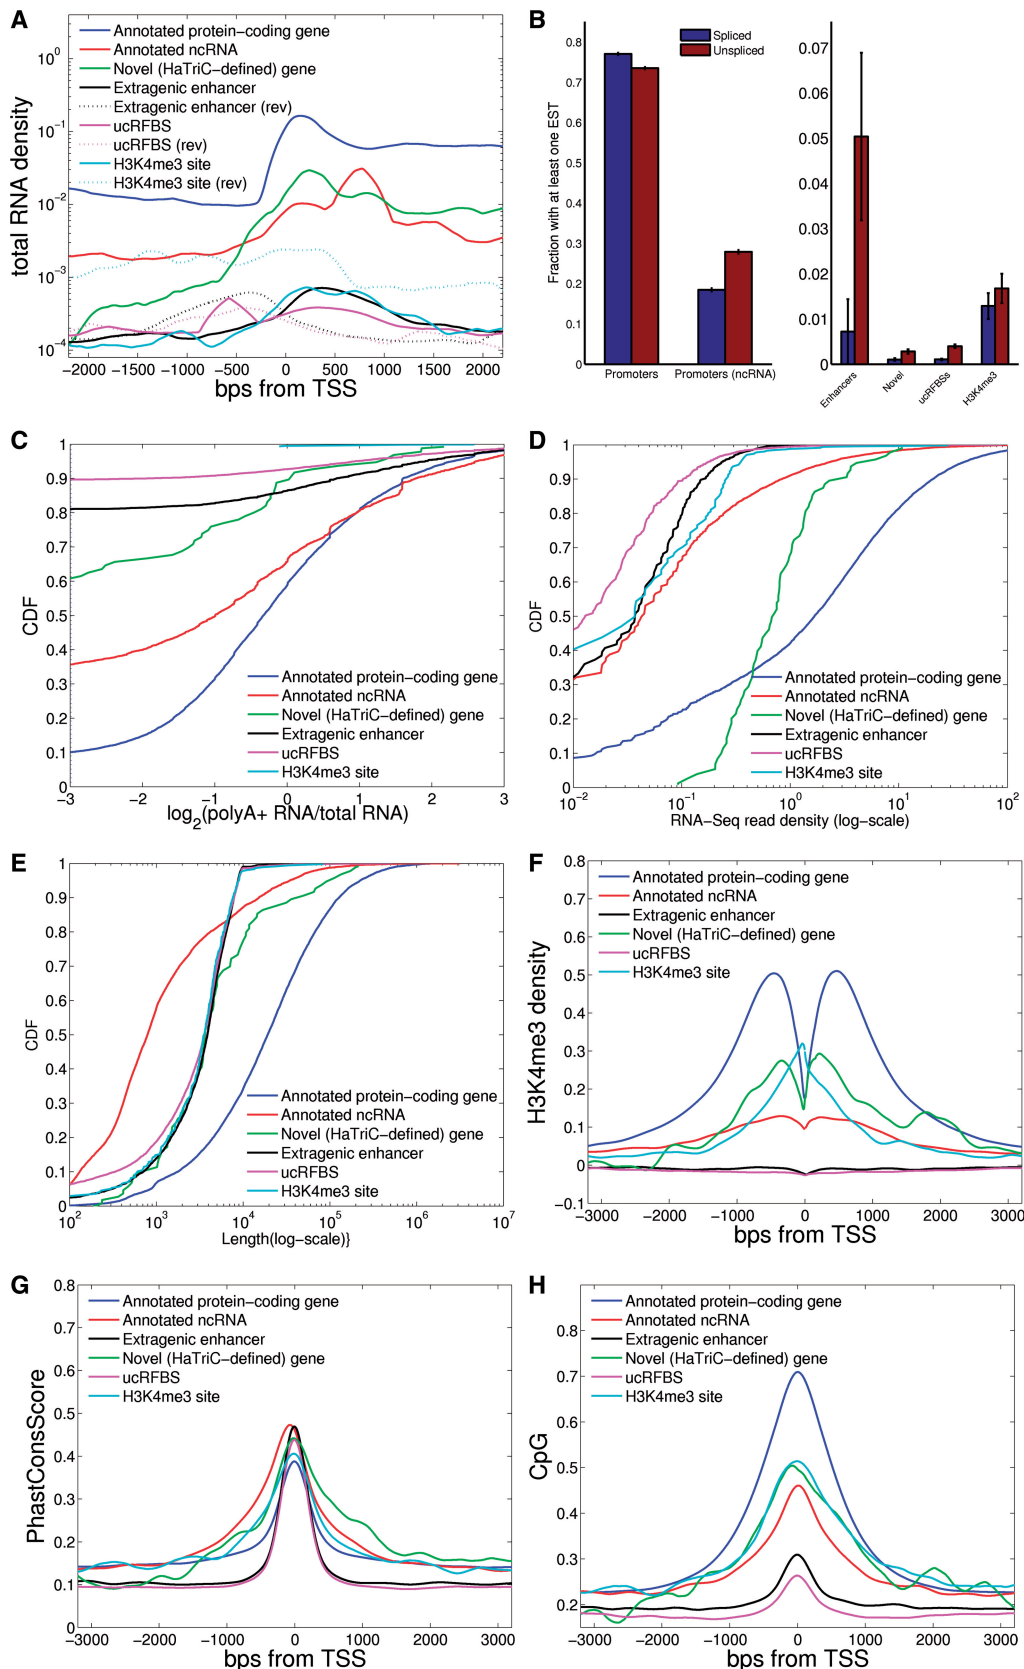 A
Annotated protein-coding gene
Annotated ncRNA
Novel (HaTriC-defined) gene
Extragenic enhancer
Extragenic enhancer (rev)
ucRFBS
ucRFBS (rev)
H3K4me3 site
H3K4me3 site (rev)
total RNA density
10^0
10^-1
10^-2
10^-3
10^-4
-2000 -1500 -1000 -500 0 500 1000 1500 2000
bps from TSS
B
Spliced
Unspliced
Fraction with at least one EST
0.8
0.7
0.6
0.5
0.4
0.3
0.2
0.1
0
Promoters Promoters (ncRNA)
0.07
0.06
0.05
0.04
0.03
0.02
0.01
0
Enhancers Novel ucRFBSs H3K4me3
C
CDF
1
0.9
0.8
0.7
0.6
0.5
0.4
0.3
0.2
0.1
0
Annotated protein-coding gene
Annotated ncRNA
Novel (HaTriC-defined) gene
Extragenic enhancer
ucRFBS
H3K4me3 site
-3 -2 -1 0 1 2 3
log2(polyA+ RNA/total RNA)
D
CDF
1
0.9
0.8
0.7
0.6
0.5
0.4
0.3
0.2
0.1
0
Annotated protein-coding gene
Annotated ncRNA
Novel (HaTriC-defined) gene
Extragenic enhancer
ucRFBS
H3K4me3 site
10^-2 10^-1 10^0 10^1 10^2
RNA-Seq read density (log-scale)
E
CDF
1
0.9
0.8
0.7
0.6
0.5
0.4
0.3
0.2
0.1
0
Annotated protein-coding gene
Annotated ncRNA
Novel (HaTriC-defined) gene
Extragenic enhancer
ucRFBS
H3K4me3 site
10^2 10^3 10^4 10^5 10^6 10^7
Length(log-scale)}
F
H3K4me3 density
0.8
0.7
0.6
0.5
0.4
0.3
0.2
0.1
0
-0.1
Annotated protein-coding gene
Annotated ncRNA
Extragenic enhancer
Novel (HaTriC-defined) gene
ucRFBS
H3K4me3 site
-3000 -2000 -1000 0 1000 2000 3000
bps from TSS
G
PhastConsScore
0.8
0.7
0.6
0.5
0.4
0.3
0.2
0.1
0
Annotated protein-coding gene
Annotated ncRNA
Extragenic enhancer
Novel (HaTriC-defined) gene
ucRFBS
H3K4me3 site
-3000 -2000 -1000 0 1000 2000 3000
bps from TSS
H
CpG
0.8
0.7
0.6
0.5
0.4
0.3
0.2
Annotated protein-coding gene
Annotated ncRNA
Extragenic enhancer
Novel (HaTriC-defined) gene
ucRFBS
H3K4me3 site
-3000 -2000 -1000 0 1000 2000 3000
bps from TSS